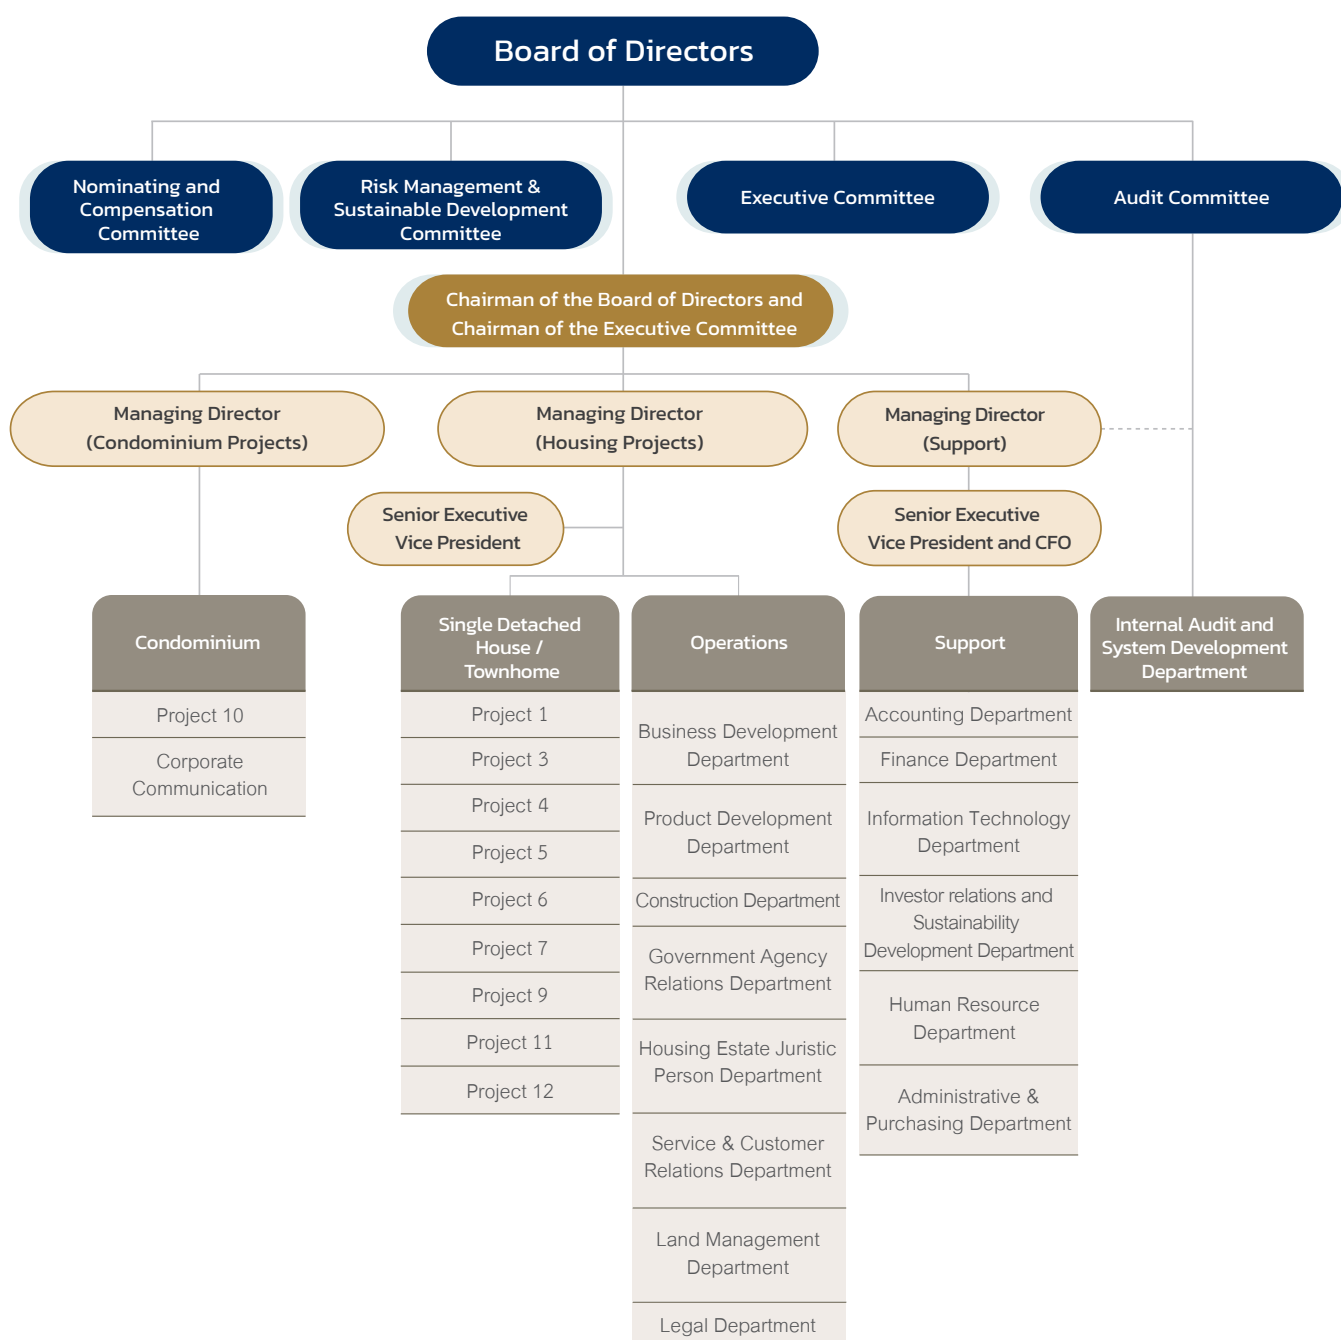 Board of Directors
Nominating and
Compensation
Committee
Risk Management &
Sustainable Development
Committee
Executive Committee
Audit Committee
Chairman of the Board of Directors and
Chairman of the Executive Committee
Managing Director
(Condominium Projects)
Managing Director
(Housing Projects)
Managing Director
(Support)
Senior Executive
Vice President
Senior Executive
Vice President and CFO
Condominium
Project 10
Corporate
Communication
Single Detached
House /
Townhome
Project 1
Project 3
Project 4
Project 5
Project 6
Project 7
Project 9
Project 11
Project 12
Operations
Business Development
Department
Product Development
Department
Construction Department
Government Agency
Relations Department
Housing Estate Juristic
Person Department
Service & Customer
Relations Department
Land Management
Department
Legal Department
Support
Accounting Department
Finance Department
Information Technology
Department
Investor relations and
Sustainability
Development Department
Human Resource
Department
Administrative &
Purchasing Department
Internal Audit and
System Development
Department